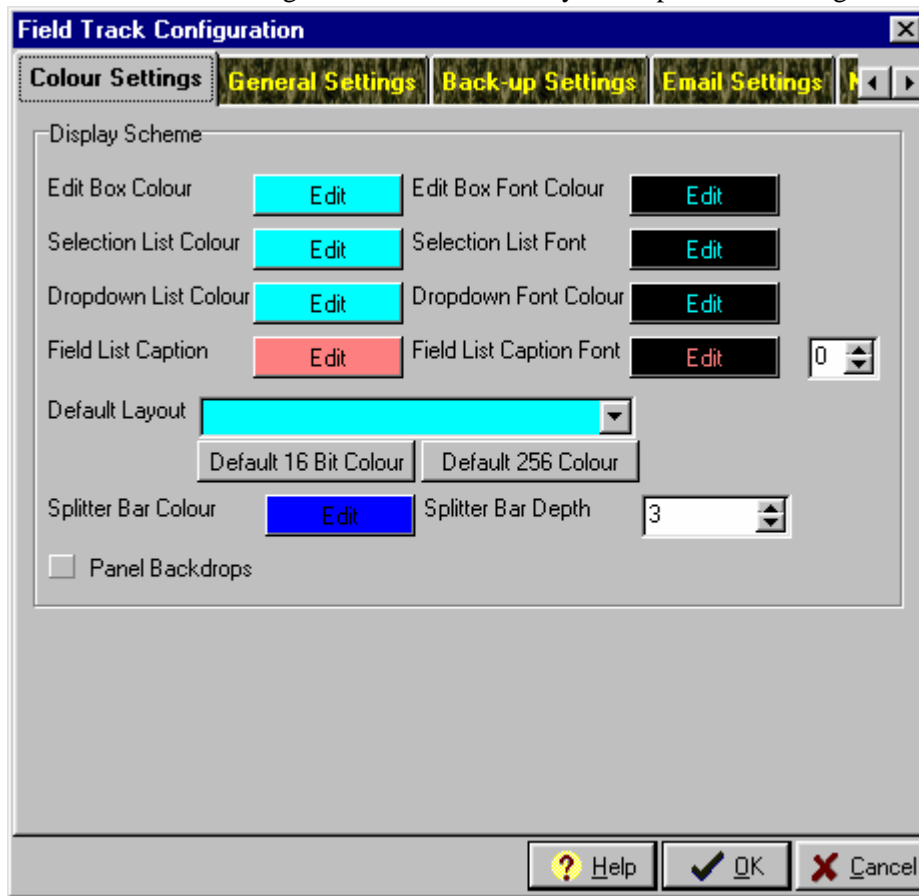 Field Track Configuration
Colour Settings General Settings Back-up Settings Email Settings
Display Scheme
Edit Box Colour Edit Edit Box Font Colour Edit
Selection List Colour Edit Selection List Font Edit
Dropdown List Colour Edit Dropdown Font Colour Edit
Field List Caption Edit Field List Caption Font Edit 0
Default Layout
Default 16 Bit Colour Default 256 Colour
Splitter Bar Colour Edit Splitter Bar Depth 3
Panel Backdrops
? Help OK Cancel